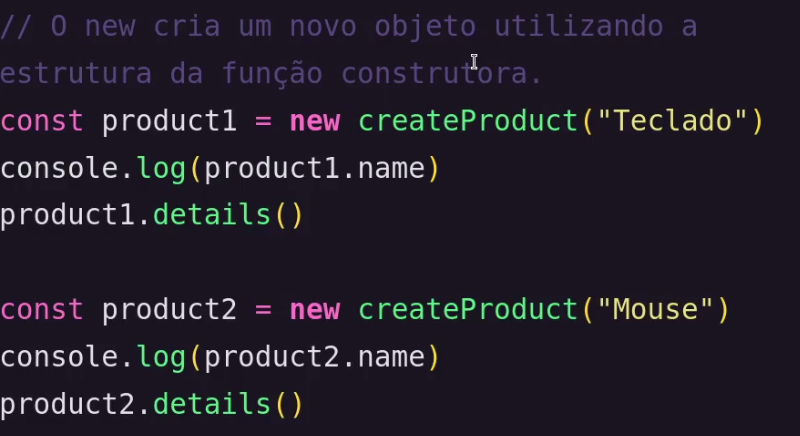 // O new cria um novo objeto utilizando a
estrutura da função construtora.
const product1 = new createProduct("Teclado")
console.log(product1.name)
product1.details()
const product2 = new createProduct("Mouse")
console.log(product2.name)
product2.details()